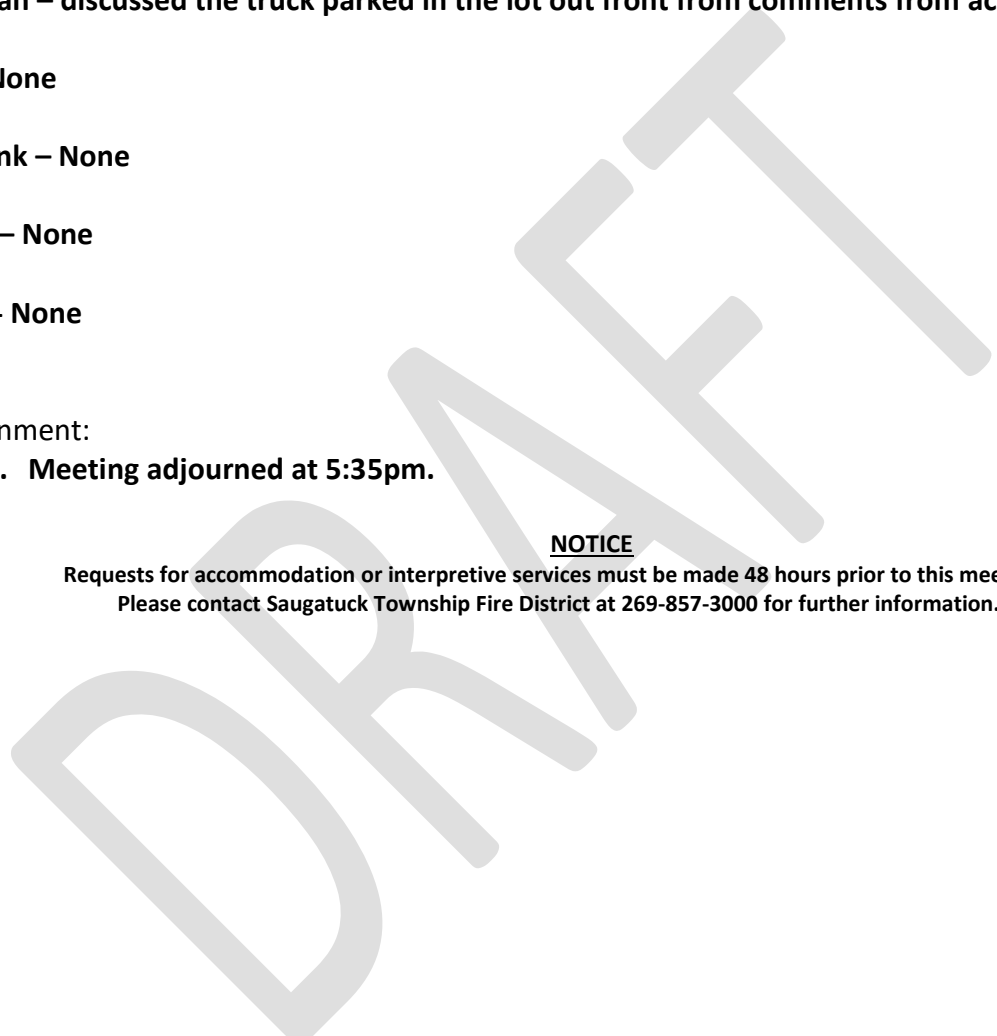 – discussed the truck parked in the lot out front from comments from ac
None
nk – None
– None
- None
nment:
. Meeting adjourned at 5:35pm.
NOTICE
Requests for accommodation or interpretive services must be made 48 hours prior to this mee
Please contact Saugatuck Township Fire District at 269-857-3000 for further information.
DRAFT